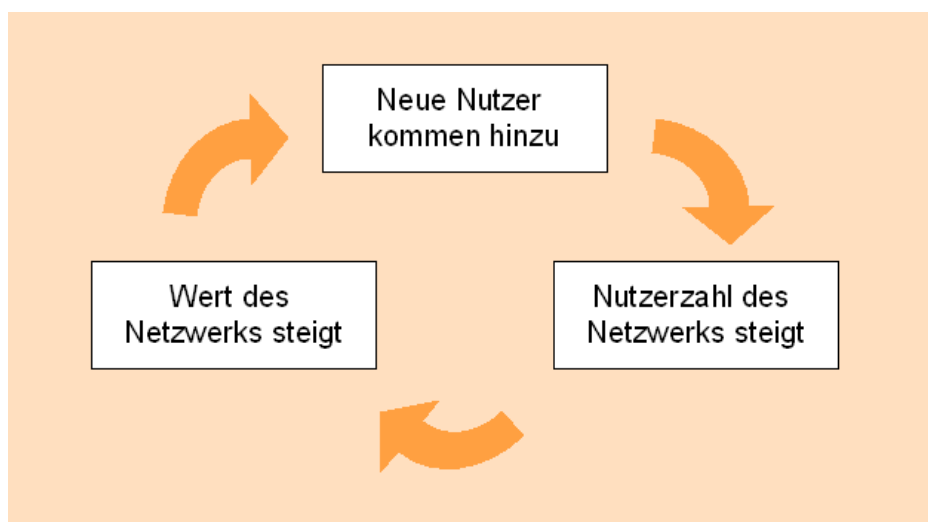 Neue Nutzer
kommen hinzu
Wert des
Netzwerks steigt
Nutzerzahl des
Netzwerks steigt